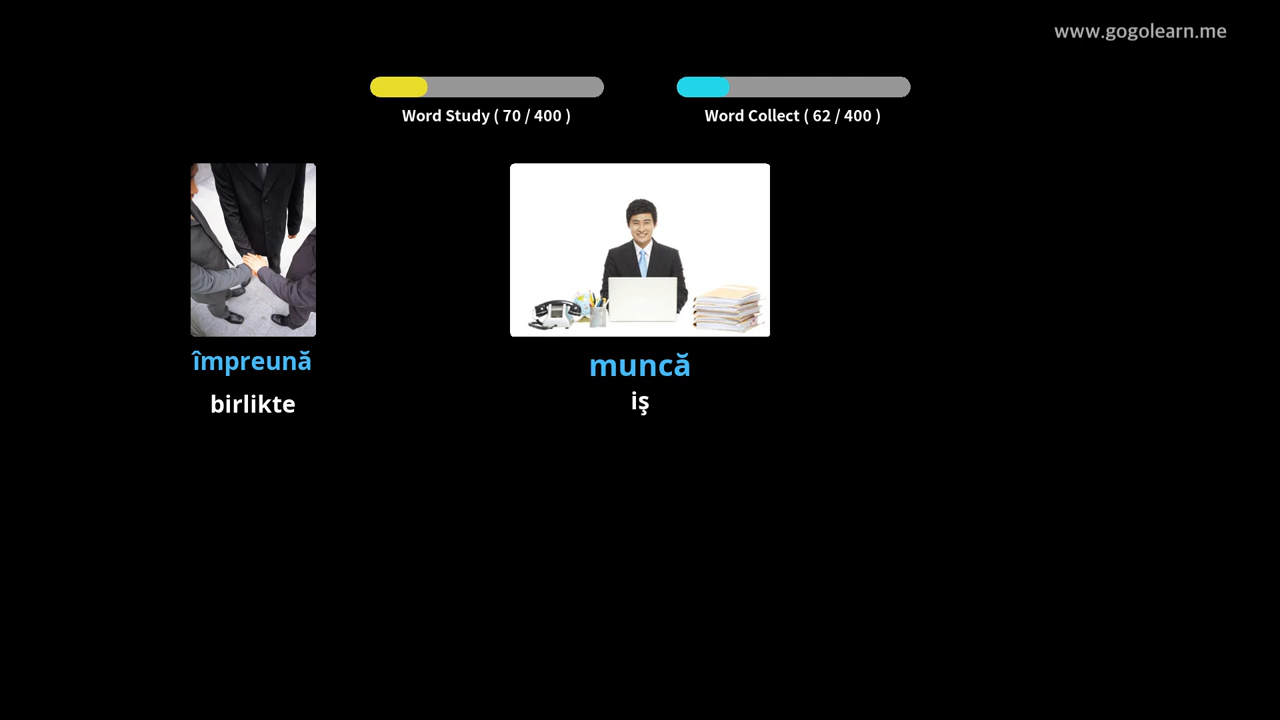 www.gogolearn.me
Word Study ( 70 / 400 )
Word Collect ( 62 / 400 )
împreună
birlikte
muncă
iş